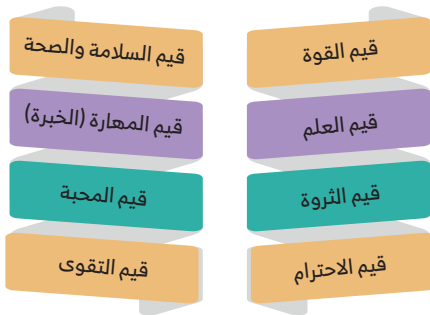 قيم القوة
قيم السلامة والصحة
قيم العلم
قيم المهارة (الخبرة)
قيم الثروة
قيم المحبة
قيم الاحترام
قيم التقوى